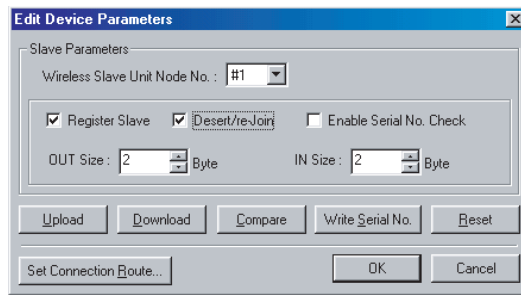 Edit Device Parameters
Slave Parameters
Wireless Slave Unit Node No. : #1
Register Slave Desert/re-Join Enable Serial No. Check
OUT Size : 2 Byte IN Size : 2 Byte
Upload Download Compare Write Serial No. Reset
Set Connection Route... OK Cancel